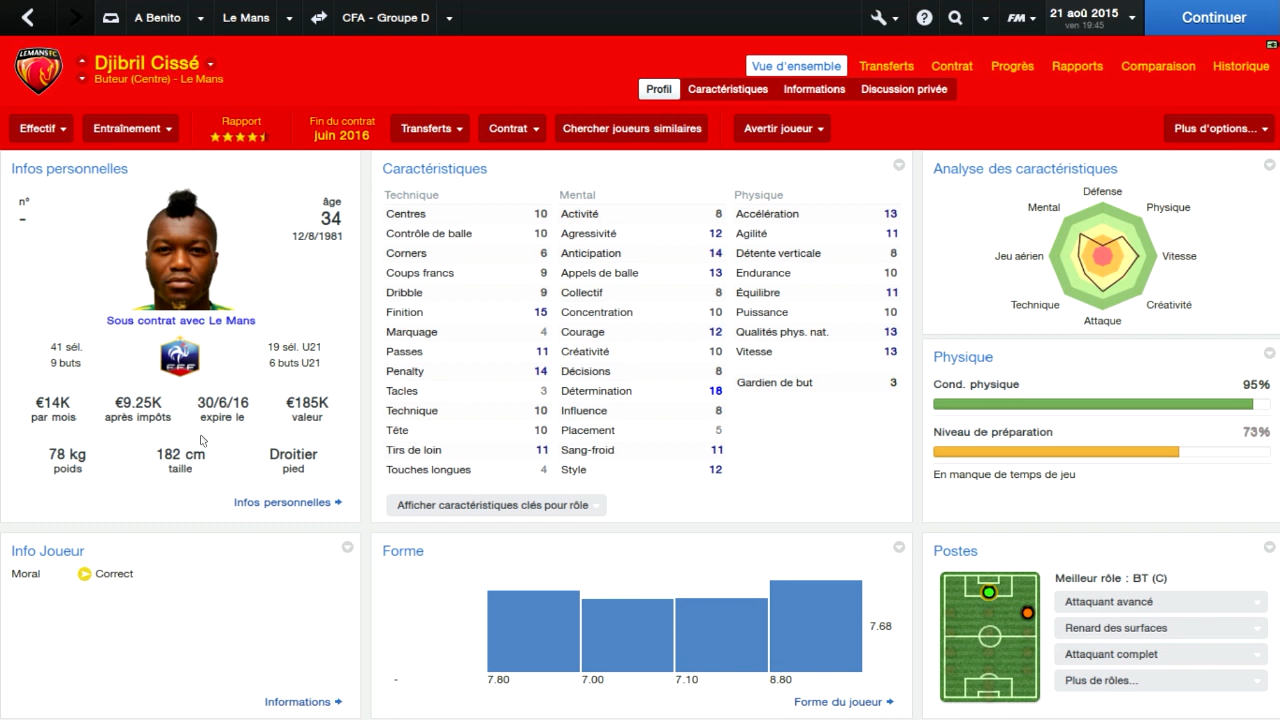 A Benito
Le Mans
CFA - Groupe D
FM
21 aoû 2015
ven 19:45
Continuer
LE MANS FC
Djibril Cissé
Buteur (Centre) - Le Mans
Vue d'ensemble
Transferts
Contrat
Progrès
Rapports
Comparaison
Historique
Profil
Caractéristiques
Informations
Discussion privée
Effectif
Entraînement
Rapport
Fin du contrat
juin 2016
Transferts
Contrat
Chercher joueurs similaires
Avertir joueur
Plus d'options...
Infos personnelles
n°
-
âge
34
12/8/1981
Sous contrat avec Le Mans
41 sél.
9 buts
FFF
19 sél. U21
6 buts U21
€14K
par mois
€9.25K
après impôts
30/6/16
expire le
€185K
valeur
78 kg
poids
182 cm
taille
Droitier
pied
Infos personnelles
Caractéristiques
Technique
Centres 10
Contrôle de balle 10
Corners 6
Coups francs 9
Dribble 9
Finition 15
Marquage 4
Passes 11
Penalty 14
Tacles 3
Technique 10
Tête 10
Tirs de loin 11
Touches longues 4
Mental
Activité 8
Agressivité 12
Anticipation 14
Appels de balle 13
Collectif 8
Concentration 10
Courage 12
Créativité 10
Décisions 8
Détermination 18
Influence 8
Placement 5
Sang-froid 11
Style 12
Physique
Accélération 13
Agilité 11
Détente verticale 8
Endurance 10
Équilibre 11
Puissance 10
Qualités phys. nat. 13
Vitesse 13
Gardien de but 3
Afficher caractéristiques clés pour rôle
Analyse des caractéristiques
Défense
Mental
Physique
Jeu aérien
Vitesse
Technique
Créativité
Attaque
Physique
Cond. physique 95%
Niveau de préparation 73%
En manque de temps de jeu
Info Joueur
Moral Correct
Informations
Forme
7.68
- 7.80 7.00 7.10 8.80
Forme du joueur
Postes
Meilleur rôle : BT (C)
Attaquant avancé
Renard des surfaces
Attaquant complet
Plus de rôles...